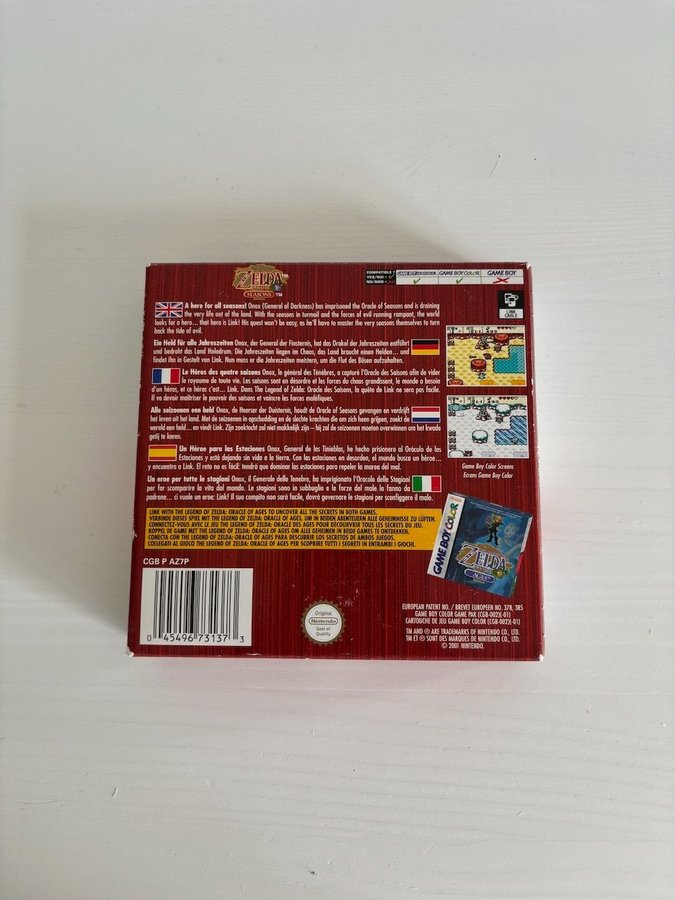 ZELDA
SEASONS TM
COMPATIBLE
YES/OUI
NO/NON
GAME BOY COLOR
GAME BOY
LINK
CABLE
A hero for all seasons! Onox (General of Darkness) has imprisoned the Oracle of Seasons and is draining
the very life out of the land. With the seasons in turmoil and the forces of evil running rampant, the world
looks for a hero... that hero is Link! His quest won't be easy, as he'll have to master the very seasons themselves to turn
back the tide of evil.
Ein Held für alle Jahreszeiten Onox, der General der Finsternis, hat das Orakel der Jahreszeiten entführt
und bedroht das Land Holodrum. Die Jahreszeiten liegen im Chaos, das Land braucht einen Helden... und
findet ihn in Gestalt von Link. Nun muss er die Jahreszeiten meistern, um die Flut des Bösen aufzuhalten.
Le Héros des quatre saisons Onox, le général des Ténèbres, a capturé l'Oracle des Saisons afin de vider
le royaume de toute vie. Les saisons sont en désordre et les forces du chaos grandissent, le monde a besoin
d'un héros, et ce héros c'est... Link. Dans The Legend of Zelda: Oracle of Seasons, la quête de Link ne sera pas facile.
Il va devoir maîtriser le pouvoir des saisons et vaincre les forces maléfiques.
Alle seizoenen een held Onox, de Heerser der Duisternis, houdt de Oracle of Seasons gevangen en verdrijft
het leven uit het land. Met de seizoenen in opschudding en de slechte krachten die om zich heen grijpen, zoekt de
wereld een held... en vindt Link. Zijn zoektocht zal niet makkelijk zijn – hij zal de seizoenen moeten overwinnen om het kwade
getij te keren.
Un Héroe para las Estaciones Onox, General de las Tinieblas, ha hecho prisionero al Oráculo de las
Estaciones y está dejando sin vida a la tierra. Con las estaciones en desorden, el mundo busca un héroe...
y encuentra a Link. El reto no es fácil: tendrá que dominar las estaciones para repeler la marea del mal.
Un eroe per tutte le stagioni Onox, il Generale delle Tenebre, ha imprigionato l'Oracolo delle Stagioni
per far scomparire la vita dal mondo. Le stagioni sono in subbuglio e le forze del male la fanno da
padrone... ci vuole un eroe: Link! Il suo compito non sarà facile, dovrà governare le stagioni per sconfiggere il male.
Game Boy Color Screens
Ecrans Game Boy Color
LINK WITH THE LEGEND OF ZELDA: ORACLE OF AGES TO UNCOVER ALL THE SECRETS IN BOTH GAMES.
VERBINDE DIESES SPIEL MIT THE LEGEND OF ZELDA: ORACLE OF AGES, UM IN BEIDEN ABENTEUERN ALLE GEHEIMNISSE ZU LÜFTEN.
CONNECTEZ-VOUS AVEC LE JEU THE LEGEND OF ZELDA: ORACLE OF AGES POUR DÉCOUVRIR TOUS LES SECRETS DU JEU.
KOPPEL DE GAME MET THE LEGEND OF ZELDA: ORACLE OF AGES OM ALLE GEHEIMEN IN BEIDE GAMES TE ONTDEKKEN.
CONECTA CON THE LEGEND OF ZELDA: ORACLE OF AGES PARA DESCUBRIR LOS SECRETOS DE AMBOS JUEGOS.
COLLEGATI AL GIOCO THE LEGEND OF ZELDA: ORACLE OF AGES PER SCOPRIRE TUTTI I SEGRETI IN ENTRAMBI I GIOCHI.
GAME BOY COLOR
ZELDA
AGES
CGB P AZ7P
0 45496 73137 3
Original
Nintendo
Seal of
Quality
EUROPEAN PATENT NO. / BREVET EUROPEEN NO. 378, 385
GAME BOY COLOR GAME PAK (CGB-002)(-01)
CARTOUCHE DE JEU GAME BOY COLOR (CGB-002)(-01)
TM AND ® ARE TRADEMARKS OF NINTENDO CO., LTD.
TM ET ® SONT DES MARQUES DE NINTENDO CO., LTD.
© 2001 NINTENDO.